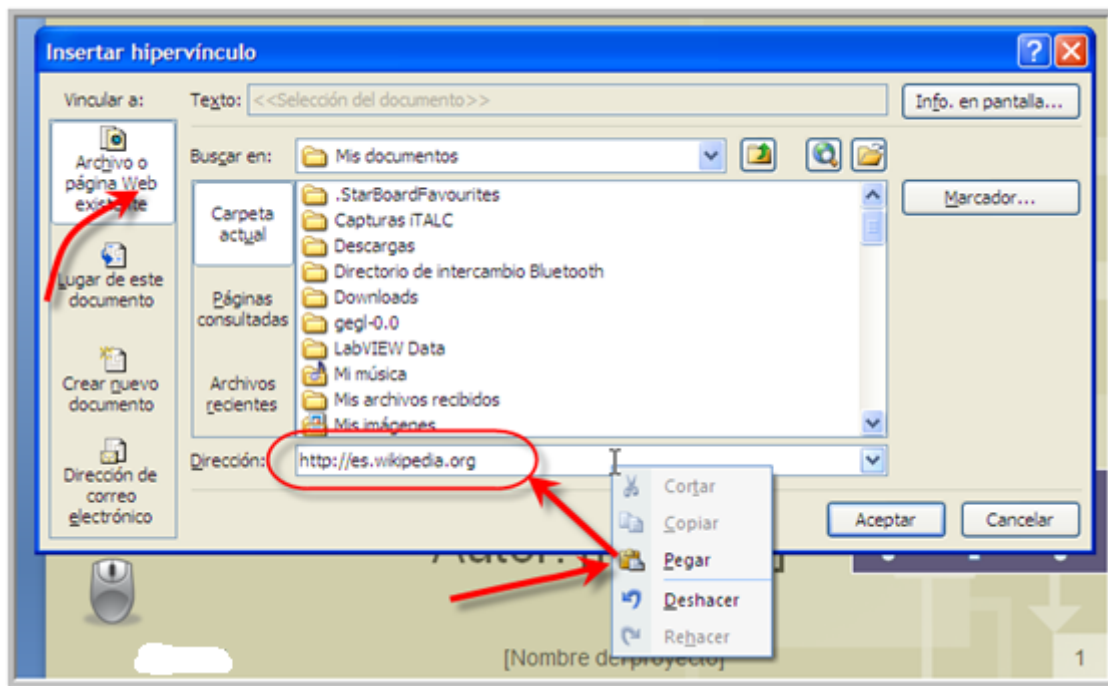 Insertar hipervínculo
Vincular a:
Texto: <<Selección del documento>>
Info. en pantalla...
Archivo o
página Web
existente
Buscar en:
Mis documentos
Marcador...
Carpeta
actual
Páginas
consultadas
Archivos
recientes
.StarBoardFavourites
Capturas iTALC
Descargas
Directorio de intercambio Bluetooth
Downloads
gegl-0.0
LabVIEW Data
Mi música
Mis archivos recibidos
Mis imágenes
Lugar de este
documento
Crear nuevo
documento
Dirección de
correo
electrónico
Dirección:
http://es.wikipedia.org
Cortar
Copiar
Pegar
Deshacer
Rehacer
Aceptar
Cancelar
Autor:
[Nombre del proyecto]
1